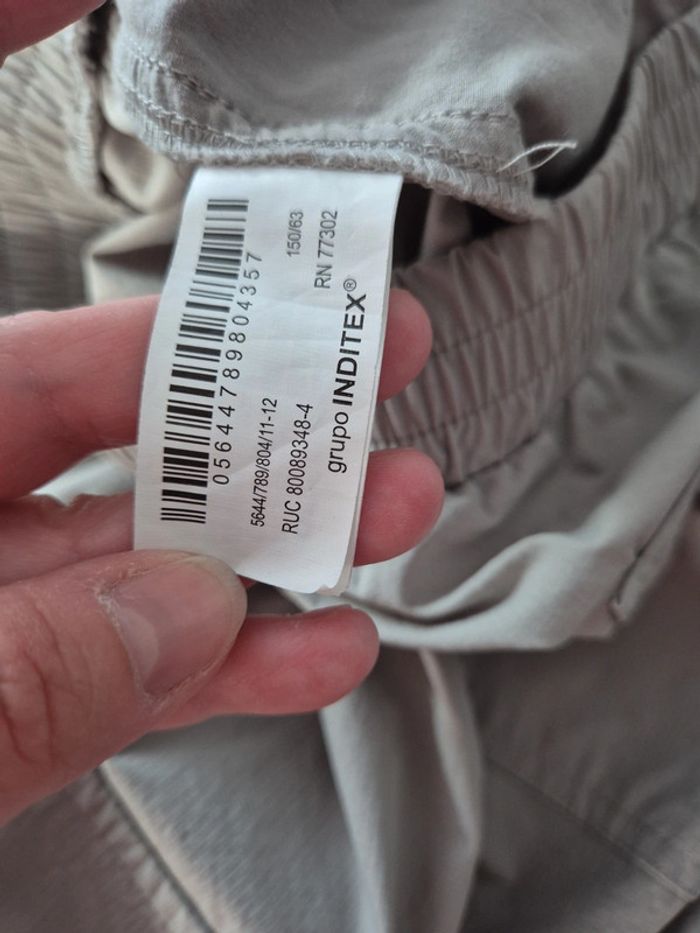 05644789804357
150/63
5644/789/804/11-12
RN 77302
RUC 80089348-4
grupo INDITEX®